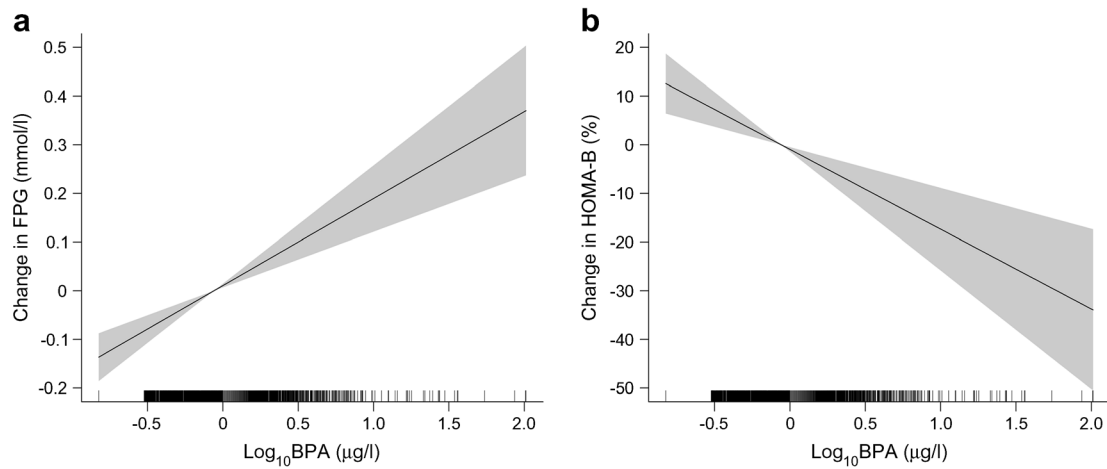 a
0.5
0.4
0.3
0.2
0.1
0
-0.1
-0.2
Change in FPG (mmol/l)
-0.5 0 0.5 1.0 1.5 2.0
Log10BPA (µg/l)
b
20
10
0
-10
-20
-30
-40
-50
Change in HOMA-B (%)
-0.5 0 0.5 1.0 1.5 2.0
Log10BPA (µg/l)